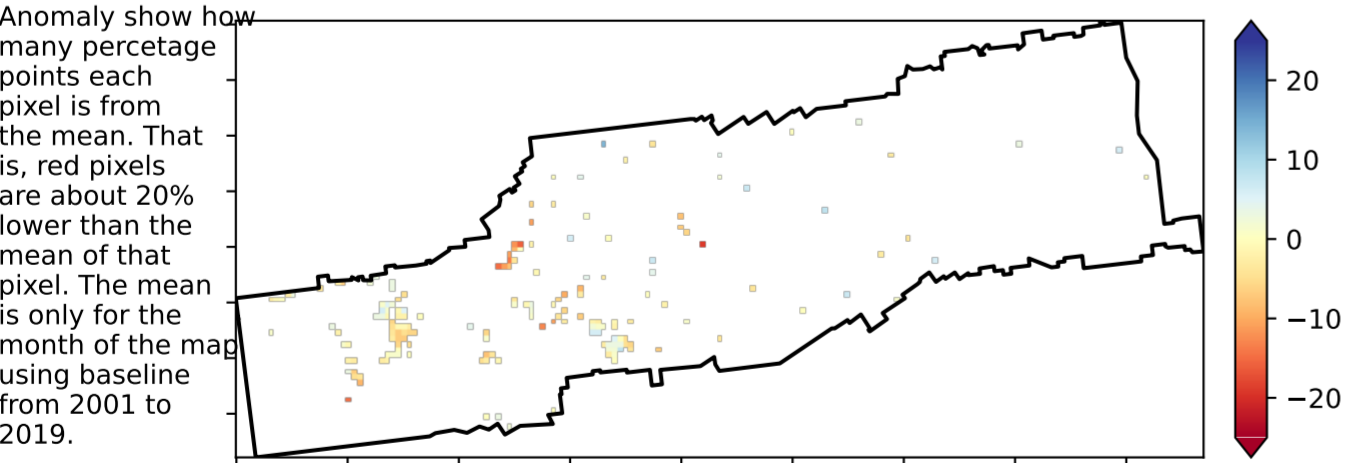 Anomaly show how
many percetage
points each
pixel is from
the mean. That
is, red pixels
are about 20%
lower than the
mean of that
pixel. The mean
is only for the
month of the map
using baseline
from 2001 to
2019.
20
10
0
−10
−20